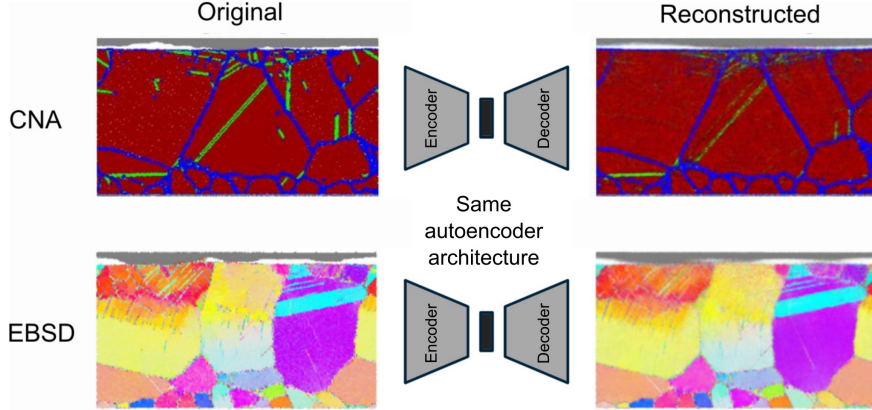 Original
Reconstructed
CNA
Encoder
Decoder
Same
autoencoder
architecture
EBSD
Encoder
Decoder